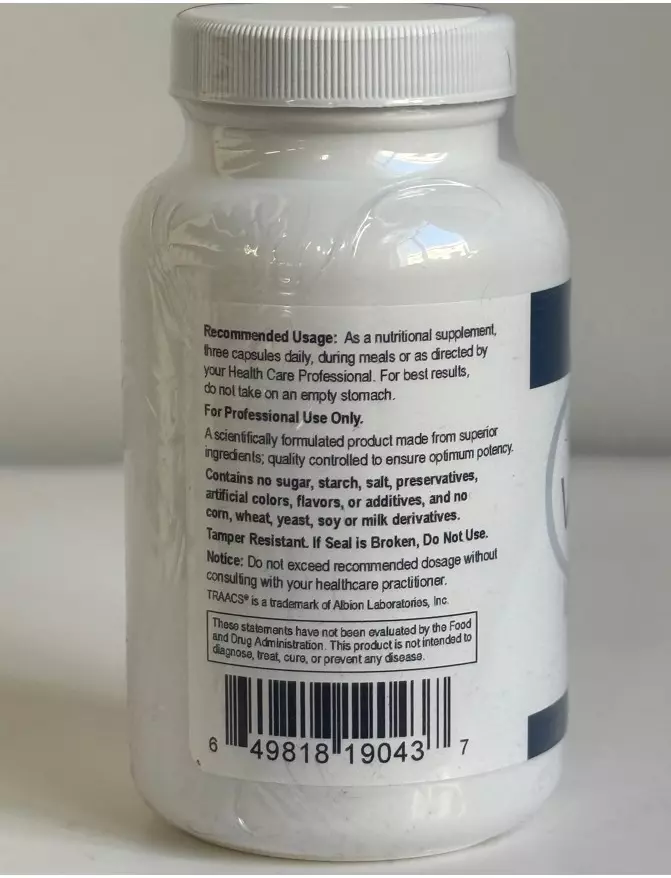 Recommended Usage: As a nutritional supplement,
three capsules daily, during meals or as directed by
your Health Care Professional. For best results,
do not take on an empty stomach.
For Professional Use Only.
A scientifically formulated product made from superior
ingredients; quality controlled to ensure optimum potency.
Contains no sugar, starch, salt, preservatives,
artificial colors, flavors, or additives, and no
corn, wheat, yeast, soy or milk derivatives.
Tamper Resistant. If Seal is Broken, Do Not Use.
Notice: Do not exceed recommended dosage without
consulting with your healthcare practitioner.
TRAACS® is a trademark of Albion Laboratories, Inc.
These statements have not been evaluated by the Food
and Drug Administration. This product is not intended to
diagnose, treat, cure, or prevent any disease.
6 49818 19043 7